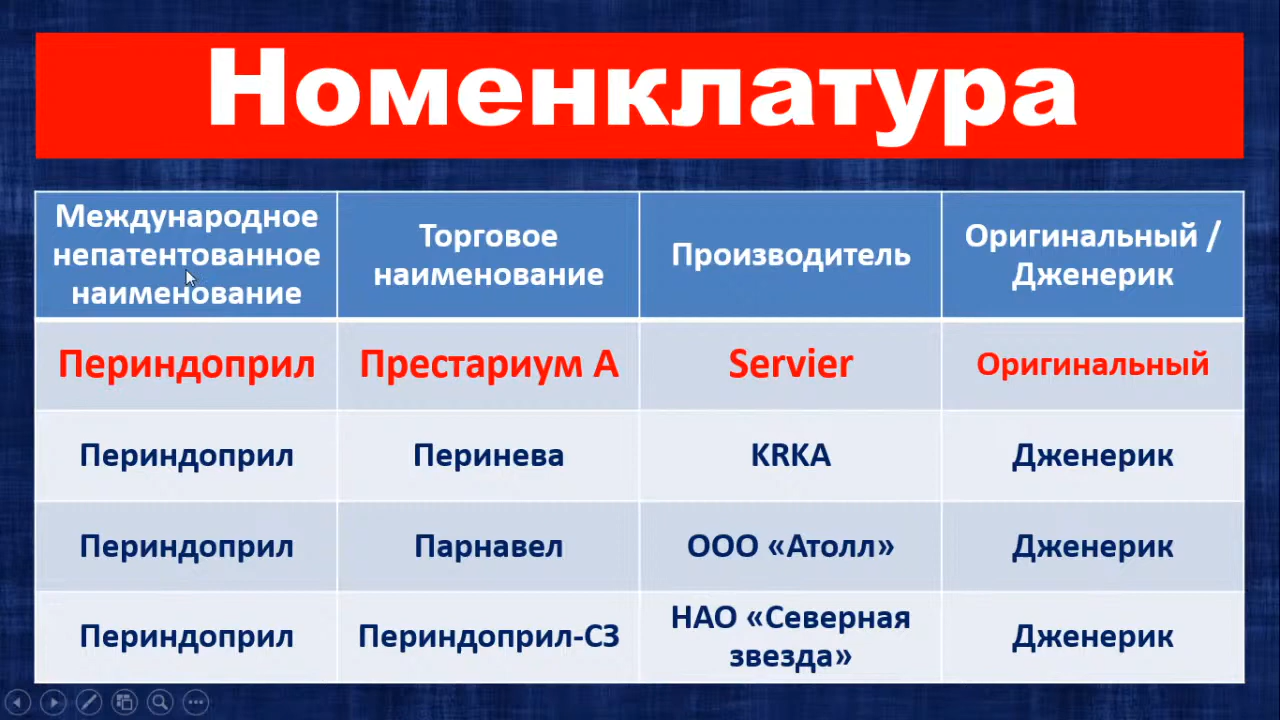 Номенклатура
Международное
непатентованное
наименование
Торговое
наименование
Производитель
Оригинальный /
Дженерик
Периндоприл
Престариум А
Servier
Оригинальный
Периндоприл
Перинева
KRKA
Дженерик
Периндоприл
Парнавел
ООО «Атолл»
Дженерик
Периндоприл
Периндоприл-СЗ
НАО «Северная
звезда»
Дженерик